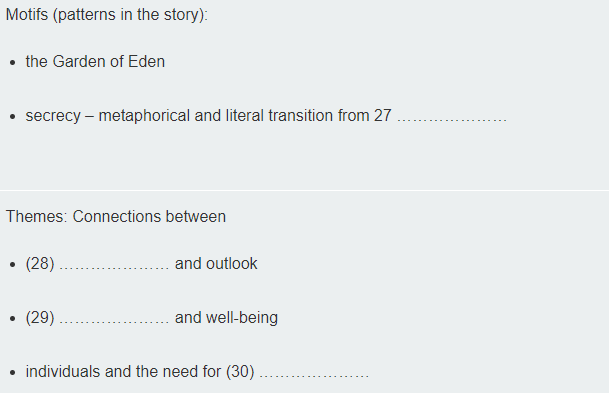 Motifs (patterns in the story):
• the Garden of Eden
• secrecy – metaphorical and literal transition from 27 …………………
Themes: Connections between
• (28) ………………… and outlook
• (29) ………………… and well-being
• individuals and the need for (30) …………………